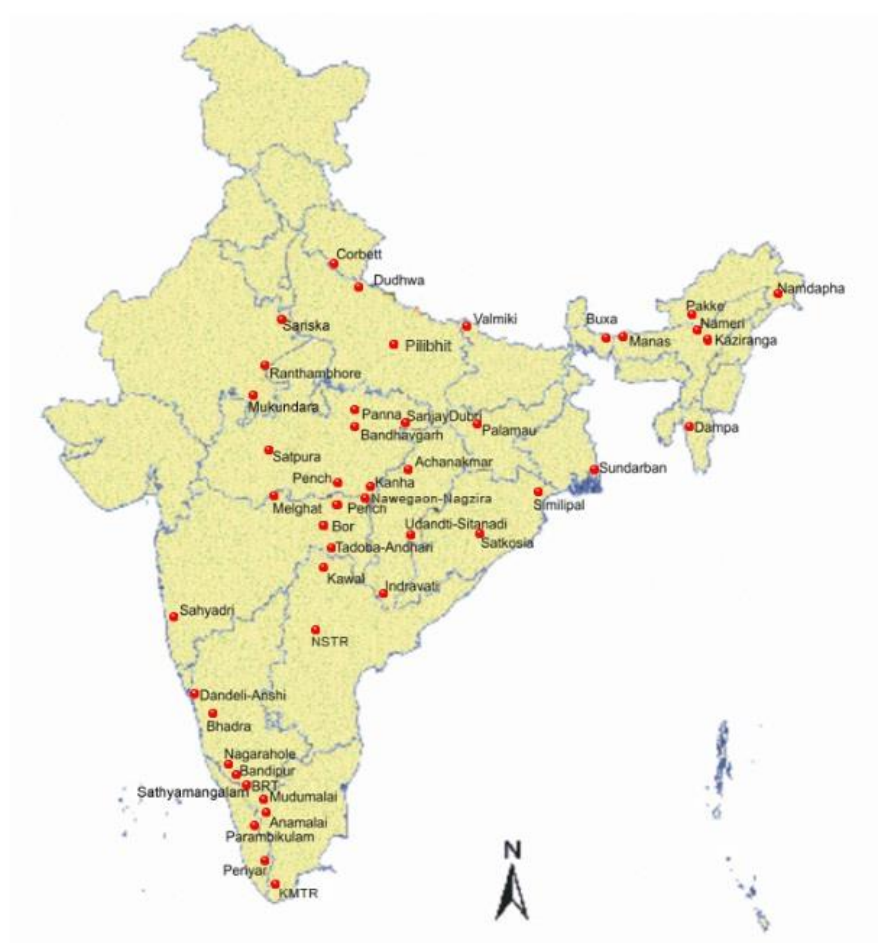 Corbett
Dudhwa
Namdapha
Pakke
Sariska
Valmiki
Buxa
Nameri
Pilibhit
Manas
Kaziranga
Ranthambhore
Mukundara
Panna
SanjayDubri
Bandhavgarh
Palamau
Dampa
Satpura
Achanakmar
Sundarban
Pench
Kanha
Nawegaon-Nagzira
Melghat
Pench
Similipal
Bor
Udandti-Sitanadi
Tadoba-Andhari
Satkosia
Kawal
Indravati
Sahyadri
NSTR
Dandeli-Anshi
Bhadra
Nagarahole
Bandipur
BRT
Sathyamangalam
Mudumalai
Anamalai
Parambikulam
N
Periyar
KMTR